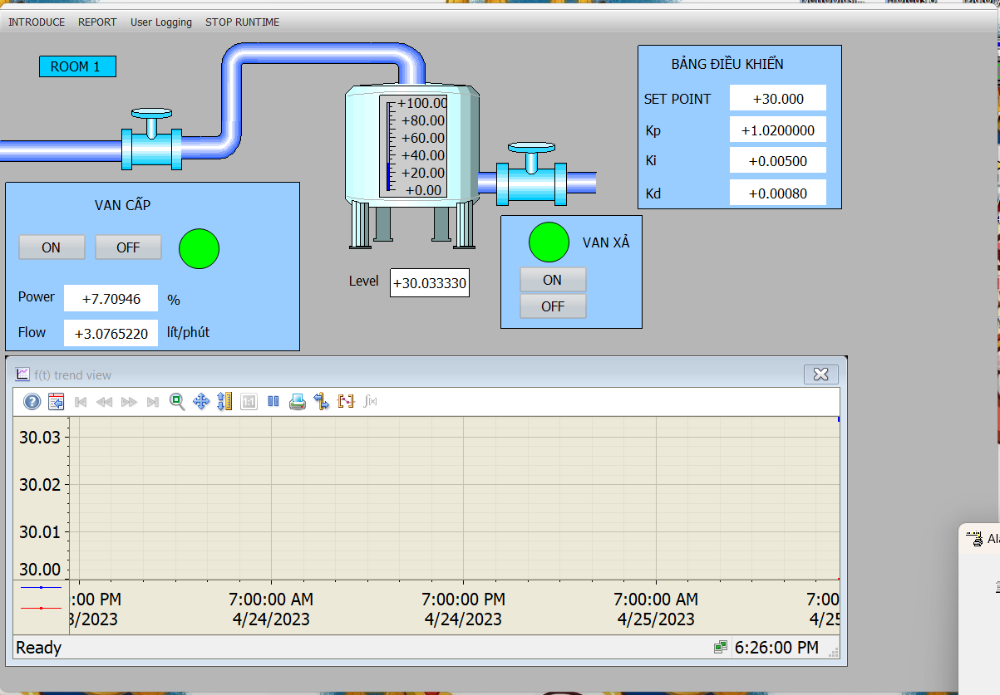 INTRODUCE REPORT User Logging STOP RUNTIME
ROOM 1
+100.00
+80.00
+60.00
+40.00
+20.00
+0.00
BẢNG ĐIỀU KHIỂN
SET POINT +30.000
Kp +1.0200000
Ki +0.00500
Kd +0.00080
VAN CẤP
ON OFF
Power +7.70946 %
Flow +3.0765220 lít/phút
Level +30.033330
VAN XẢ
ON
OFF
f(t) trend view
1:1 f(x)
30.03
30.02
30.01
30.00
:00 PM 7:00:00 AM 7:00:00 PM 7:00:00 AM 7:00
3/2023 4/24/2023 4/24/2023 4/25/2023 4/25
Ready 6:26:00 PM
Ala